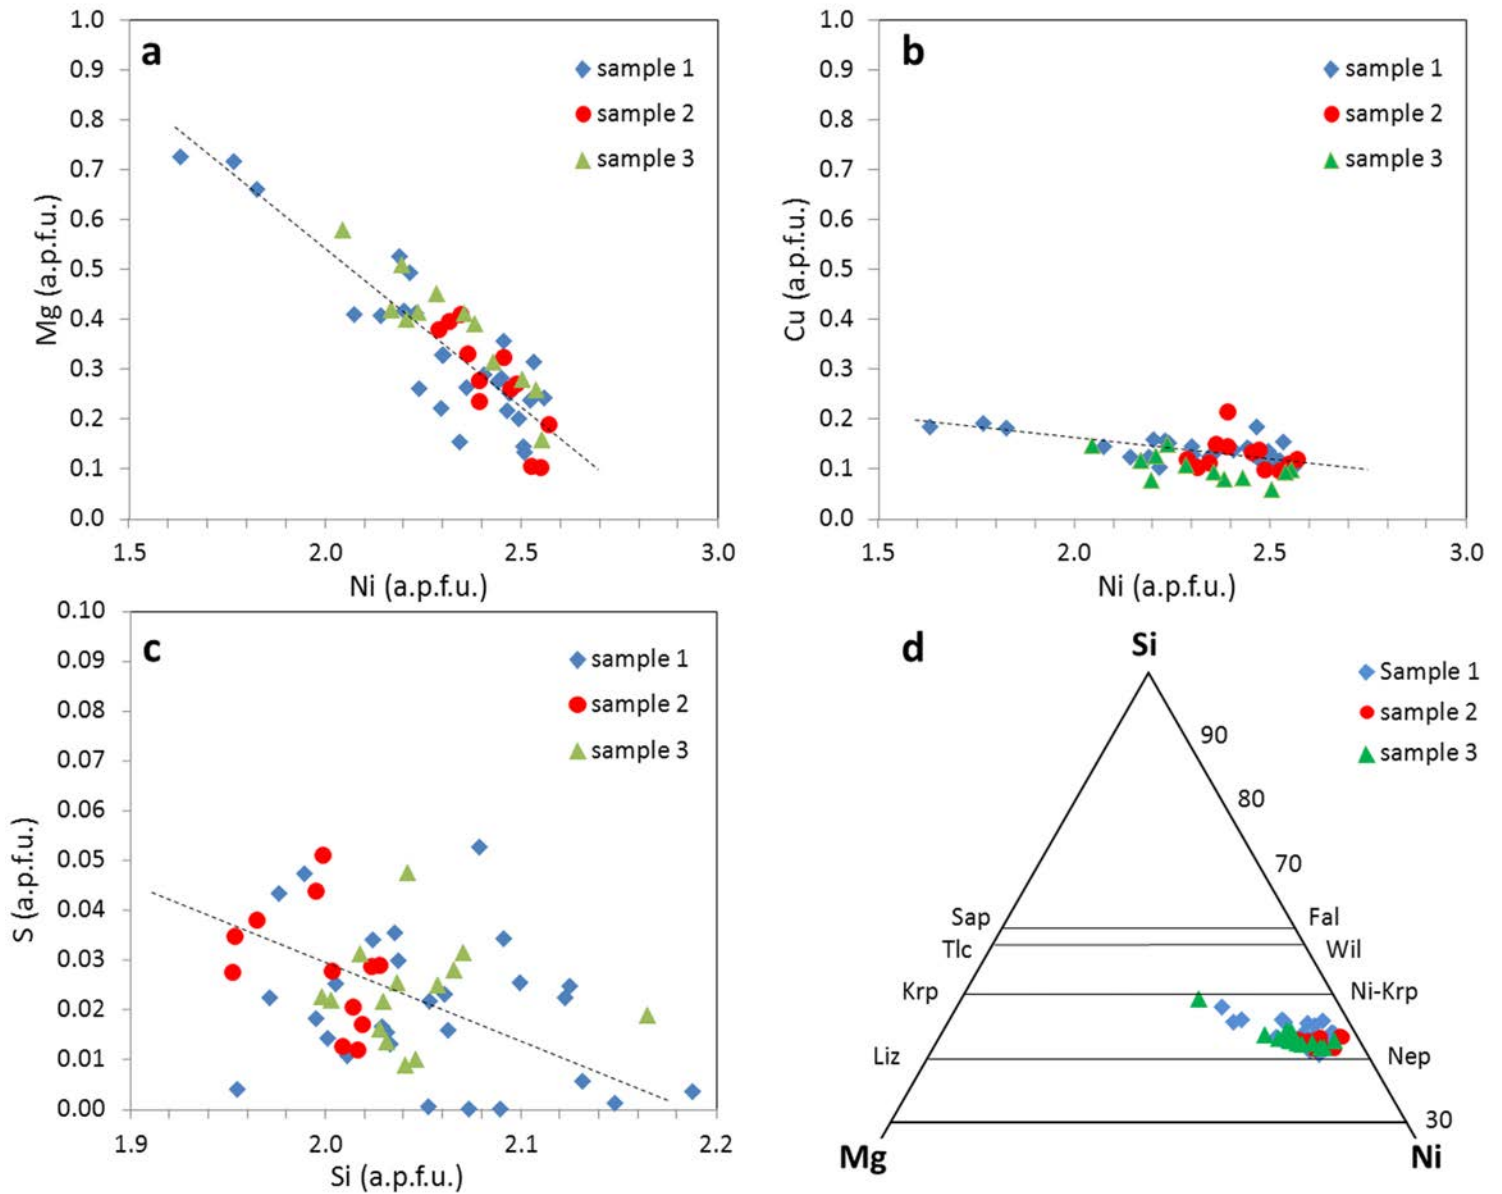 a
sample 1
sample 2
sample 3
1.0
0.9
0.8
0.7
0.6
0.5
0.4
0.3
0.2
0.1
0.0
Mg (a.p.f.u.)
1.5 2.0 2.5 3.0
Ni (a.p.f.u.)
b
sample 1
sample 2
sample 3
1.0
0.9
0.8
0.7
0.6
0.5
0.4
0.3
0.2
0.1
0.0
Cu (a.p.f.u.)
1.5 2.0 2.5 3.0
Ni (a.p.f.u.)
c
sample 1
sample 2
sample 3
0.10
0.09
0.08
0.07
0.06
0.05
0.04
0.03
0.02
0.01
0.00
S (a.p.f.u.)
1.9 2.0 2.1 2.2
Si (a.p.f.u.)
d
Si
Sample 1
sample 2
sample 3
90
80
70
Sap Fal
Tlc Wil
Krp Ni-Krp
Liz Nep
30
Mg Ni